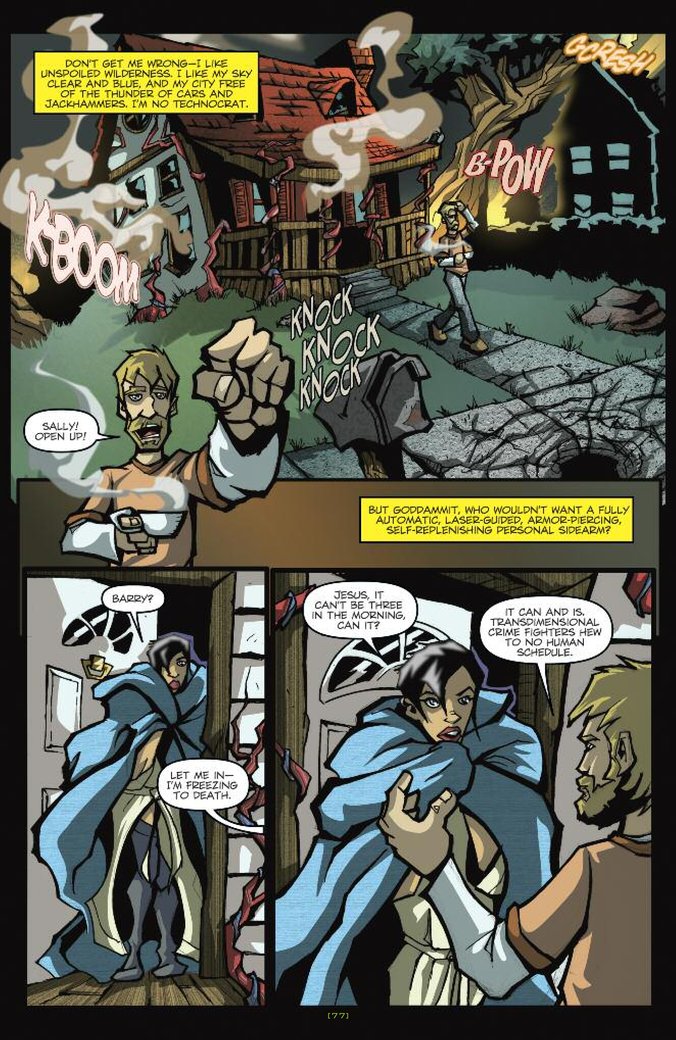 DON'T GET ME WRONG—I LIKE
UNSPOILED WILDERNESS. I LIKE MY SKY
CLEAR AND BLUE, AND MY CITY FREE
OF THE THUNDER OF CARS AND
JACKHAMMERS. I'M NO TECHNOCRAT.
GCRESH
B-POW
K-BOOM
KNOCK
KNOCK
KNOCK
SALLY!
OPEN UP!
BUT GODDAMMIT, WHO WOULDN'T WANT A FULLY
AUTOMATIC, LASER-GUIDED, ARMOR-PIERCING,
SELF-REPLENISHING PERSONAL SIDEARM?
BARRY?
LET ME IN—
I'M FREEZING
TO DEATH.
JESUS, IT
CAN'T BE THREE
IN THE MORNING,
CAN IT?
IT CAN AND IS.
TRANSDIMENSIONAL
CRIME FIGHTERS HEW
TO NO HUMAN
SCHEDULE.
[77]